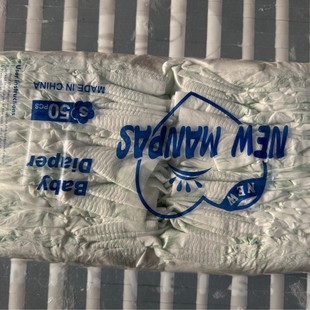 NEW MANPAS
NEW
Baby
Diaper
S 50 PCS
MADE IN CHINA